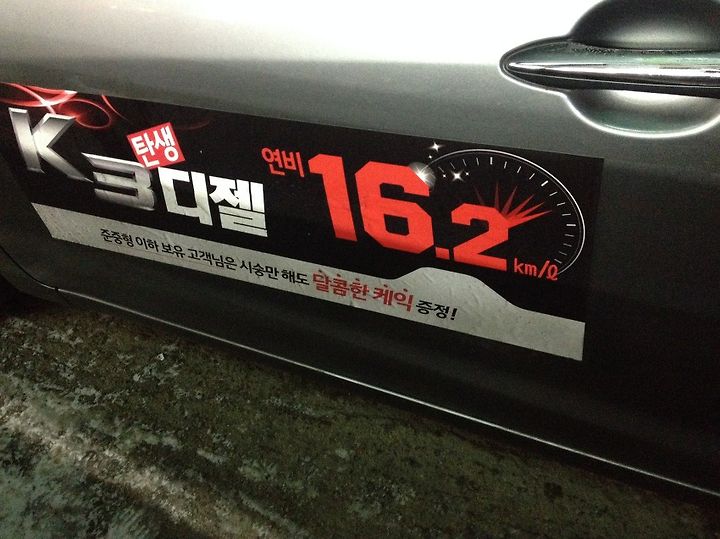 K3 탄생
디젤
연비 16.2 km/ℓ
준중형 이하 보유 고객님은 시승만 해도 달콤한 케익 증정!